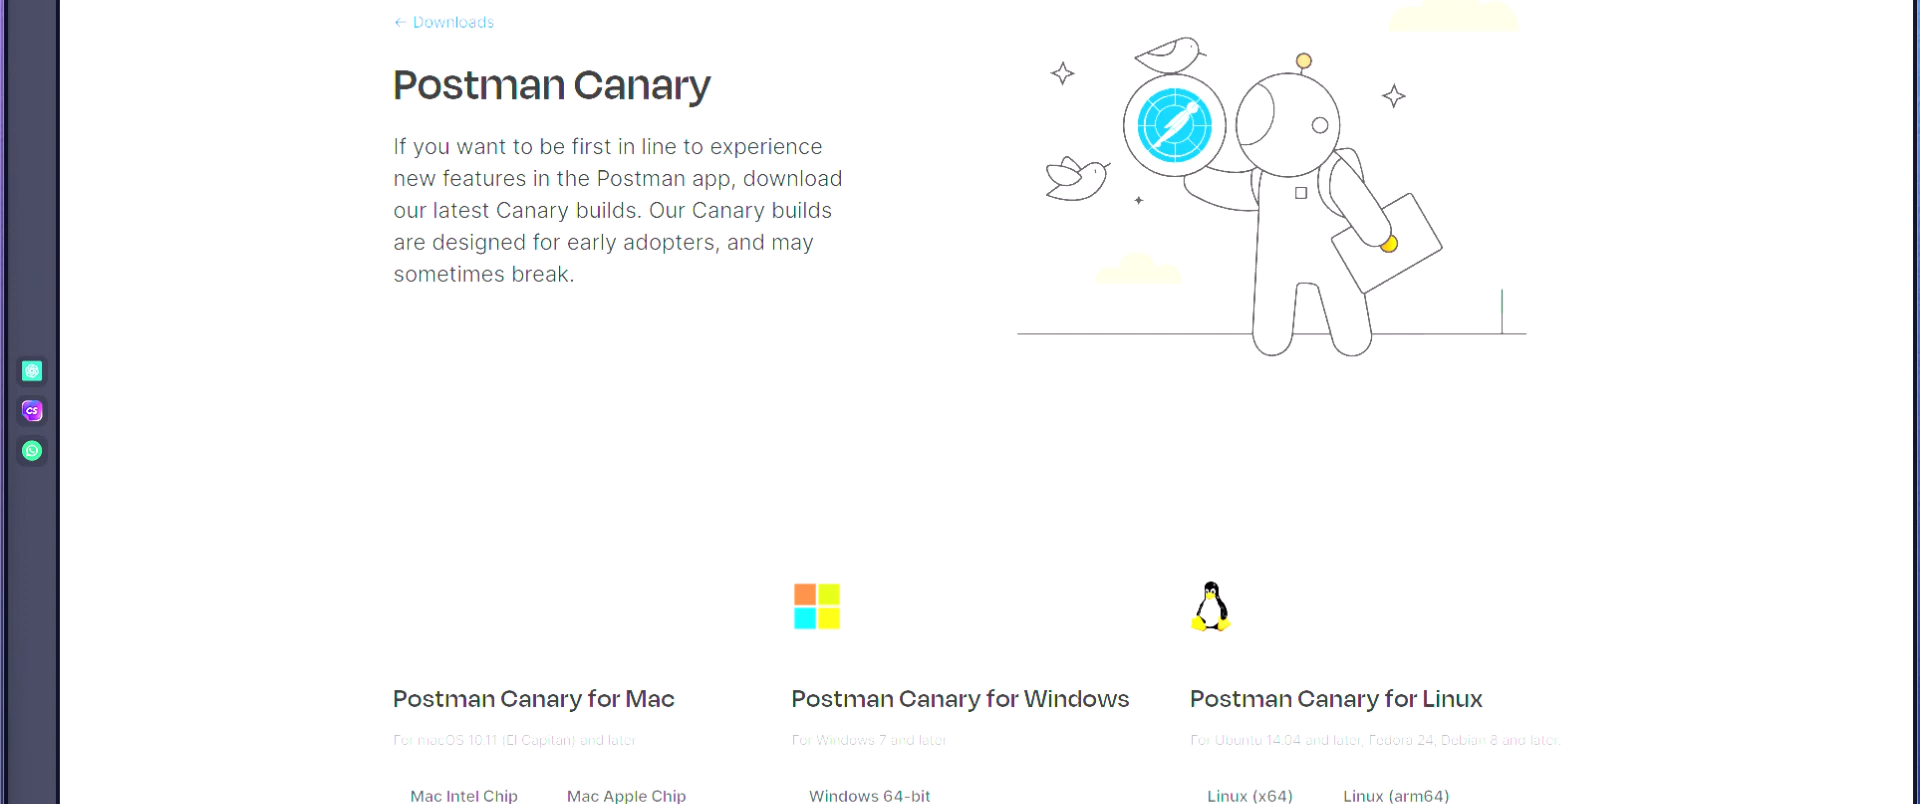 ← Downloads
Postman Canary
If you want to be first in line to experience
new features in the Postman app, download
our latest Canary builds. Our Canary builds
are designed for early adopters, and may
sometimes break.
CS
Postman Canary for Mac
Postman Canary for Windows
Postman Canary for Linux
For macOS 10.11 (El Capitan) and later
For Windows 7 and later
For Ubuntu 14.04 and later, Fedora 24, Debian 8 and later.
Mac Intel Chip
Mac Apple Chip
Windows 64-bit
Linux (x64)
Linux (arm64)